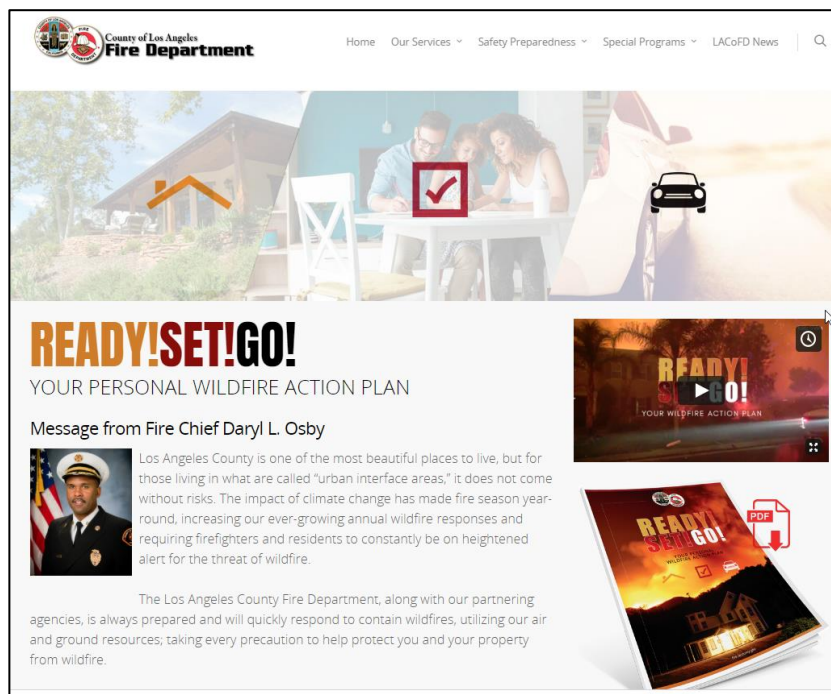 County of Los Angeles
Fire Department
Home Our Services Safety Preparedness Special Programs LACoFD News
READY!SET!GO!
YOUR PERSONAL WILDFIRE ACTION PLAN
Message from Fire Chief Daryl L. Osby
Los Angeles County is one of the most beautiful places to live, but for
those living in what are called "urban interface areas," it does not come
without risks. The impact of climate change has made fire season year-
round, increasing our ever-growing annual wildfire responses and
requiring firefighters and residents to constantly be on heightened
alert for the threat of wildfire.
The Los Angeles County Fire Department, along with our partnering
agencies, is always prepared and will quickly respond to contain wildfires, utilizing our air
and ground resources; taking every precaution to help protect you and your property
from wildfire.
READY!
SET!GO!
YOUR WILDFIRE ACTION PLAN
PDF
READY!
SET!GO!
YOUR PERSONAL
WILDFIRE ACTION PLAN